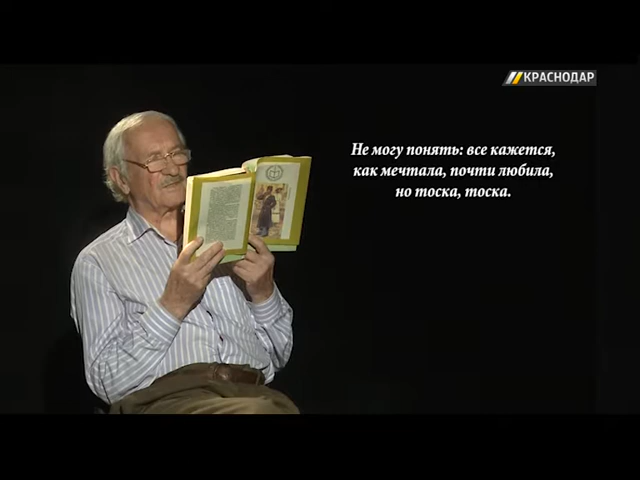 КРАСНОДАР
Не могу понять: все кажется,
как мечтала, почти любила,
но тоска, тоска.